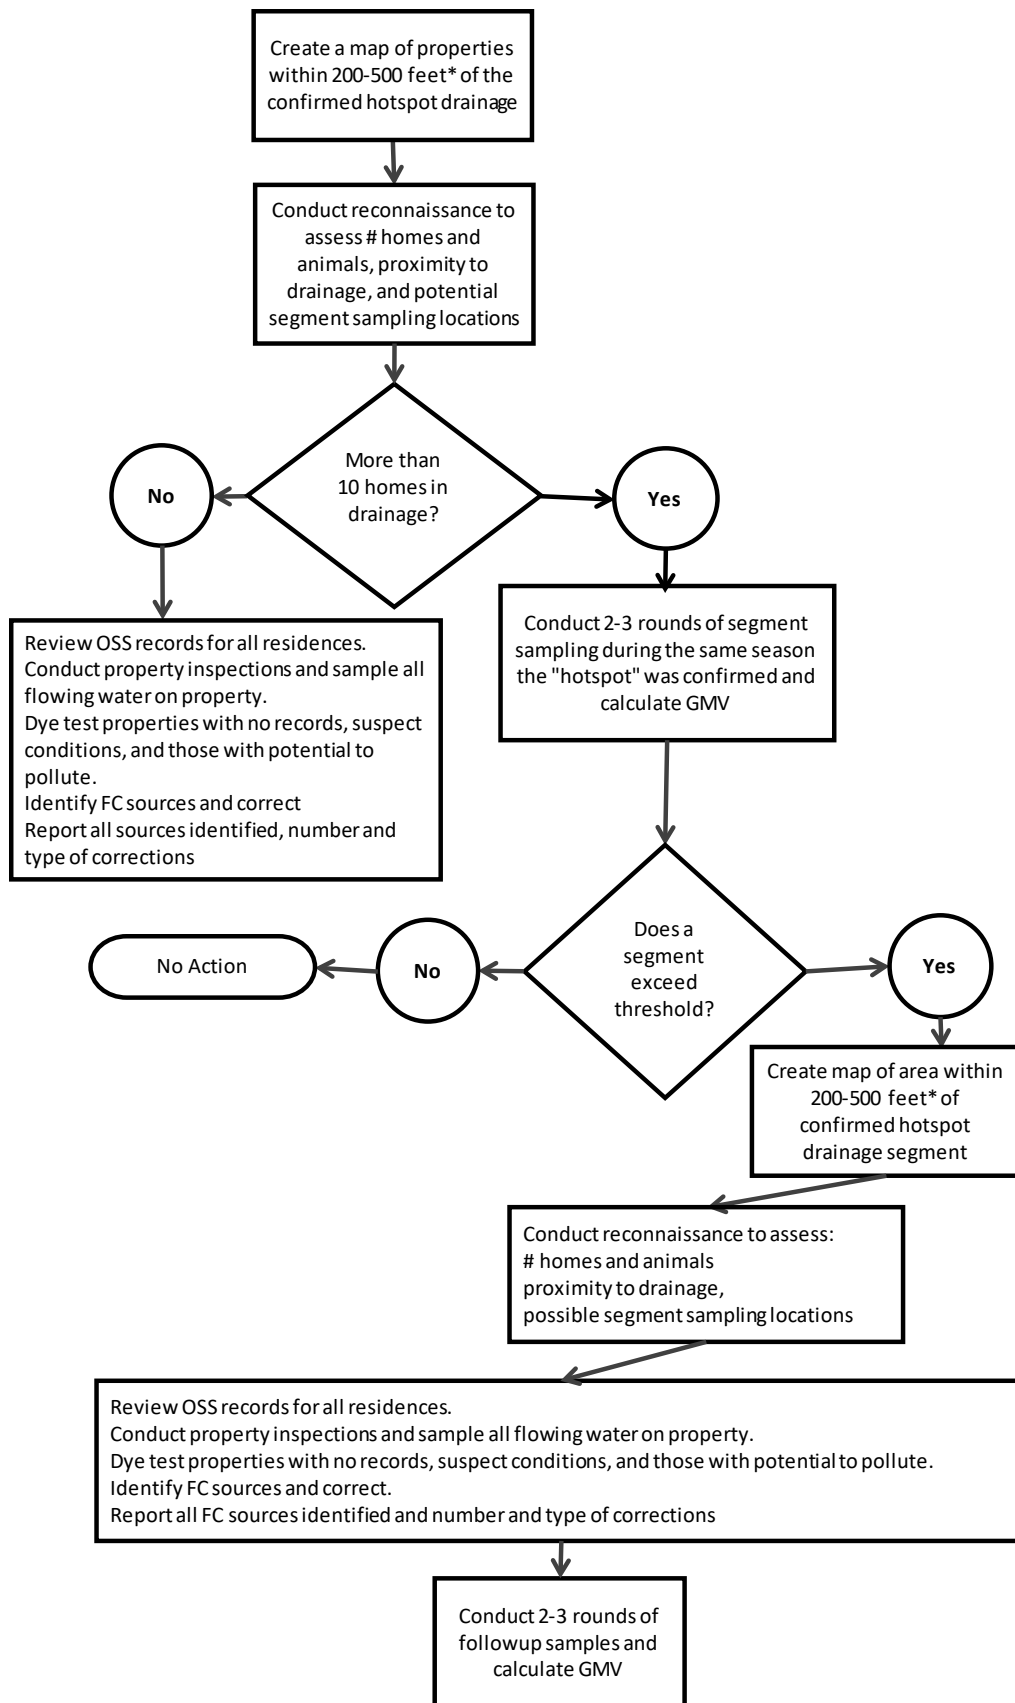 Create a map of properties
within 200-500 feet* of the
confirmed hotspot drainage
Conduct reconnaissance to
assess # homes and
animals, proximity to
drainage, and potential
segment sampling locations
More than
10 homes in
drainage?
No
Yes
Review OSS records for all residences.
Conduct property inspections and sample all
flowing water on property.
Dye test properties with no records, suspect
conditions, and those with potential to
pollute.
Identify FC sources and correct
Report all sources identified, number and
type of corrections
Conduct 2-3 rounds of segment
sampling during the same season
the "hotspot" was confirmed and
calculate GMV
Does a
segment
exceed
threshold?
No
No Action
Yes
Create map of area within
200-500 feet* of
confirmed hotspot
drainage segment
Conduct reconnaissance to assess:
# homes and animals
proximity to drainage,
possible segment sampling locations
Review OSS records for all residences.
Conduct property inspections and sample all flowing water on property.
Dye test properties with no records, suspect conditions, and those with potential to pollute.
Identify FC sources and correct.
Report all FC sources identified and number and type of corrections
Conduct 2-3 rounds of
followup samples and
calculate GMV